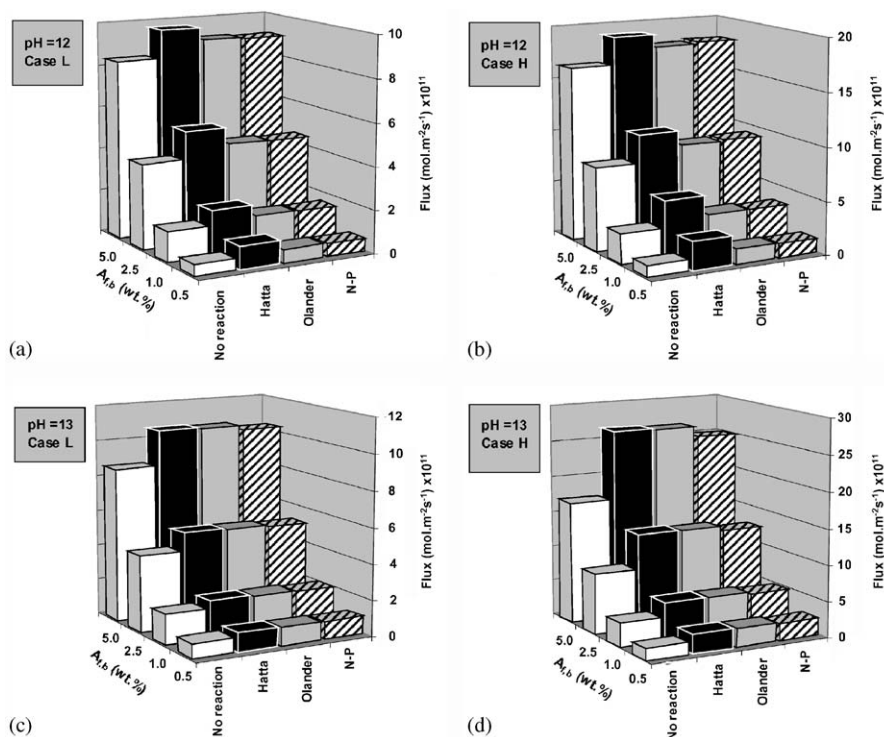 pH =12
Case L
10
8
6
4
2
0
Flux (mol.m⁻²s⁻¹) x10¹¹
5.0
2.5
1.0
0.5
A_f,b (wt.%)
No reaction
Hatta
Olander
N-P
(a)
pH =12
Case H
20
15
10
5
0
Flux (mol.m⁻²s⁻¹) x10¹¹
5.0
2.5
1.0
0.5
A_f,b (wt.%)
No reaction
Hatta
Olander
N-P
(b)
pH =13
Case L
12
10
8
6
4
2
0
Flux (mol.m⁻²s⁻¹) x10¹¹
5.0
2.5
1.0
0.5
A_f,b (wt.%)
No reaction
Hatta
Olander
N-P
(c)
pH =13
Case H
30
25
20
15
10
5
0
Flux (mol.m⁻²s⁻¹) x10¹¹
5.0
2.5
1.0
0.5
A_f,b (wt.%)
No reaction
Hatta
Olander
N-P
(d)